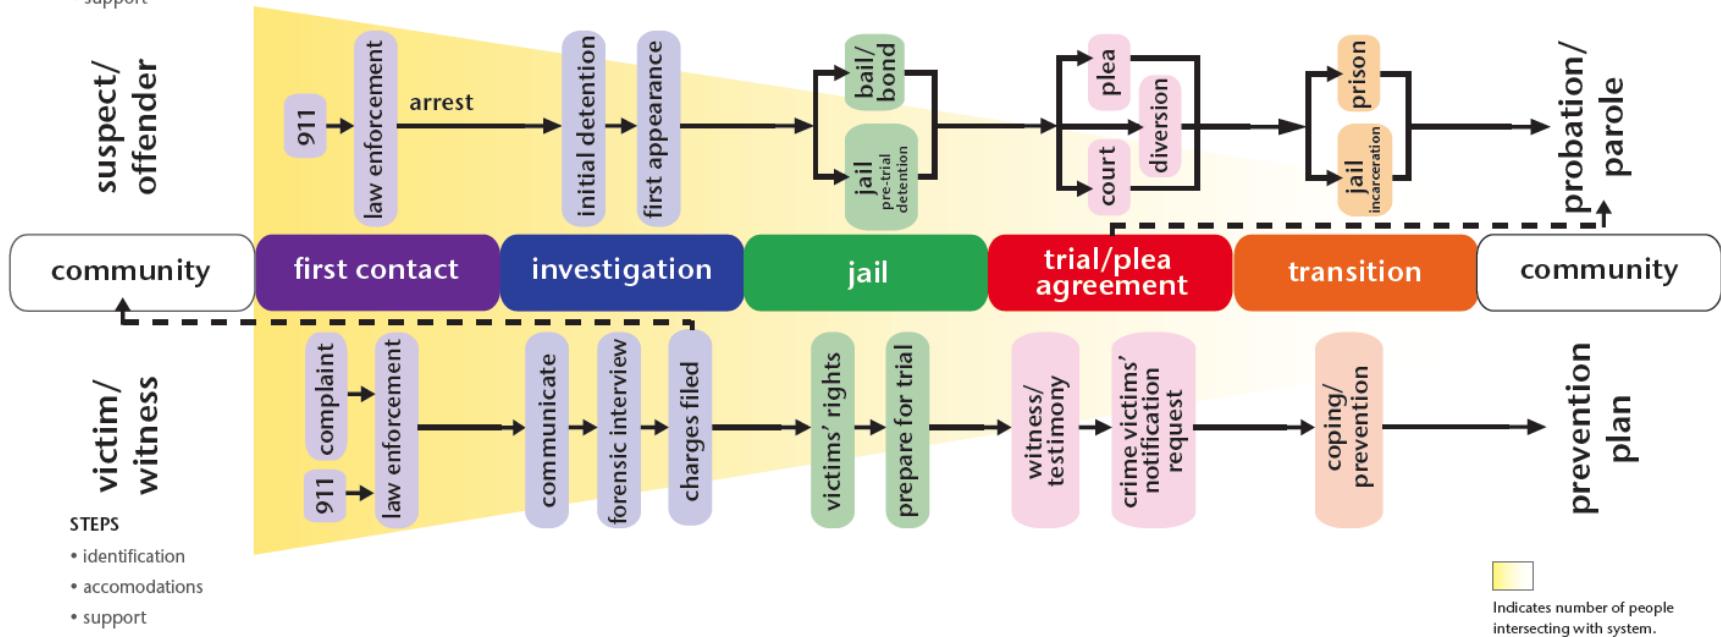 • support
suspect/
offender
911
law enforcement
arrest
initial detention
first appearance
bail/
bond
jail
pre-trial
detention
plea
diversion
court
prison
jail
incarceration
probation/
parole
community
first contact
investigation
jail
trial/plea
agreement
transition
community
victim/
witness
complaint
911
law enforcement
communicate
forensic interview
charges filed
victims' rights
prepare for trial
witness/
testimony
crime victims'
notification
request
coping/
prevention
prevention
plan
STEPS
• identification
• accomodations
• support
Indicates number of people
intersecting with system.